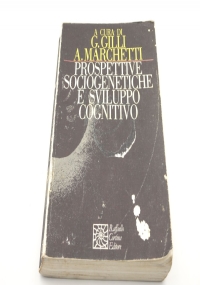 A CURA DI
G. GILLI
A. MARCHETTI
PROSPETTIVE
SOCIOGENETICHE
E SVILUPPO
COGNITIVO
Raffaello
Cortina
Editore